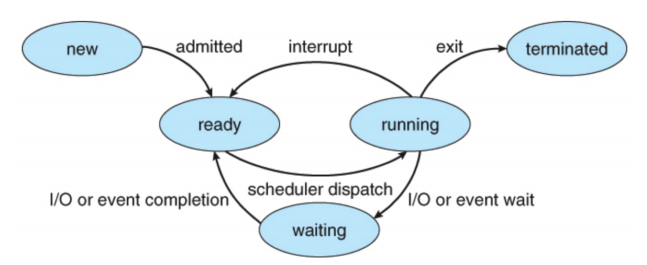 new
admitted
interrupt
exit
terminated
ready
running
I/O or event completion
scheduler dispatch
I/O or event wait
waiting